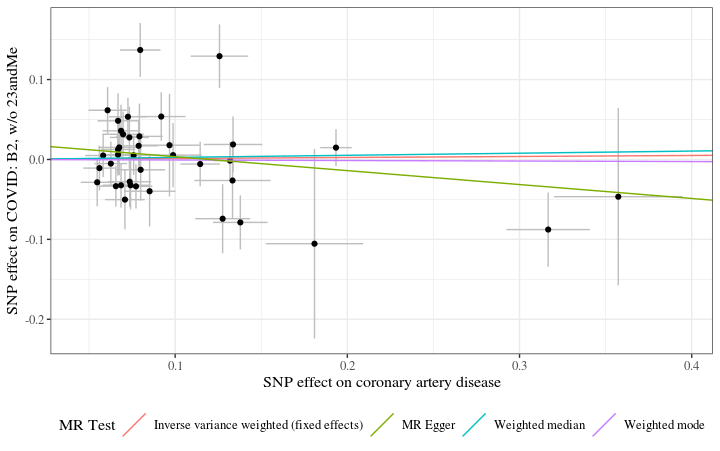 SNP effect on COVID: B2, w/o 23andMe
0.1
0.0
-0.1
-0.2
0.1
0.2
0.3
0.4
SNP effect on coronary artery disease
MR Test
Inverse variance weighted (fixed effects)
MR Egger
Weighted median
Weighted mode